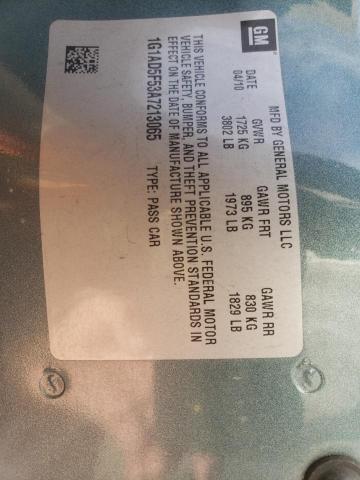 GM
MFD BY GENERAL MOTORS LLC
DATE GVWR GAWR FRT GAWR RR
04/10 1725 KG 895 KG 830 KG
3802 LB 1973 LB 1829 LB
THIS VEHICLE CONFORMS TO ALL APPLICABLE U.S. FEDERAL MOTOR
VEHICLE SAFETY, BUMPER, AND THEFT PREVENTION STANDARDS IN
EFFECT ON THE DATE OF MANUFACTURE SHOWN ABOVE.
1G1AD5F53A7213065 TYPE: PASS CAR